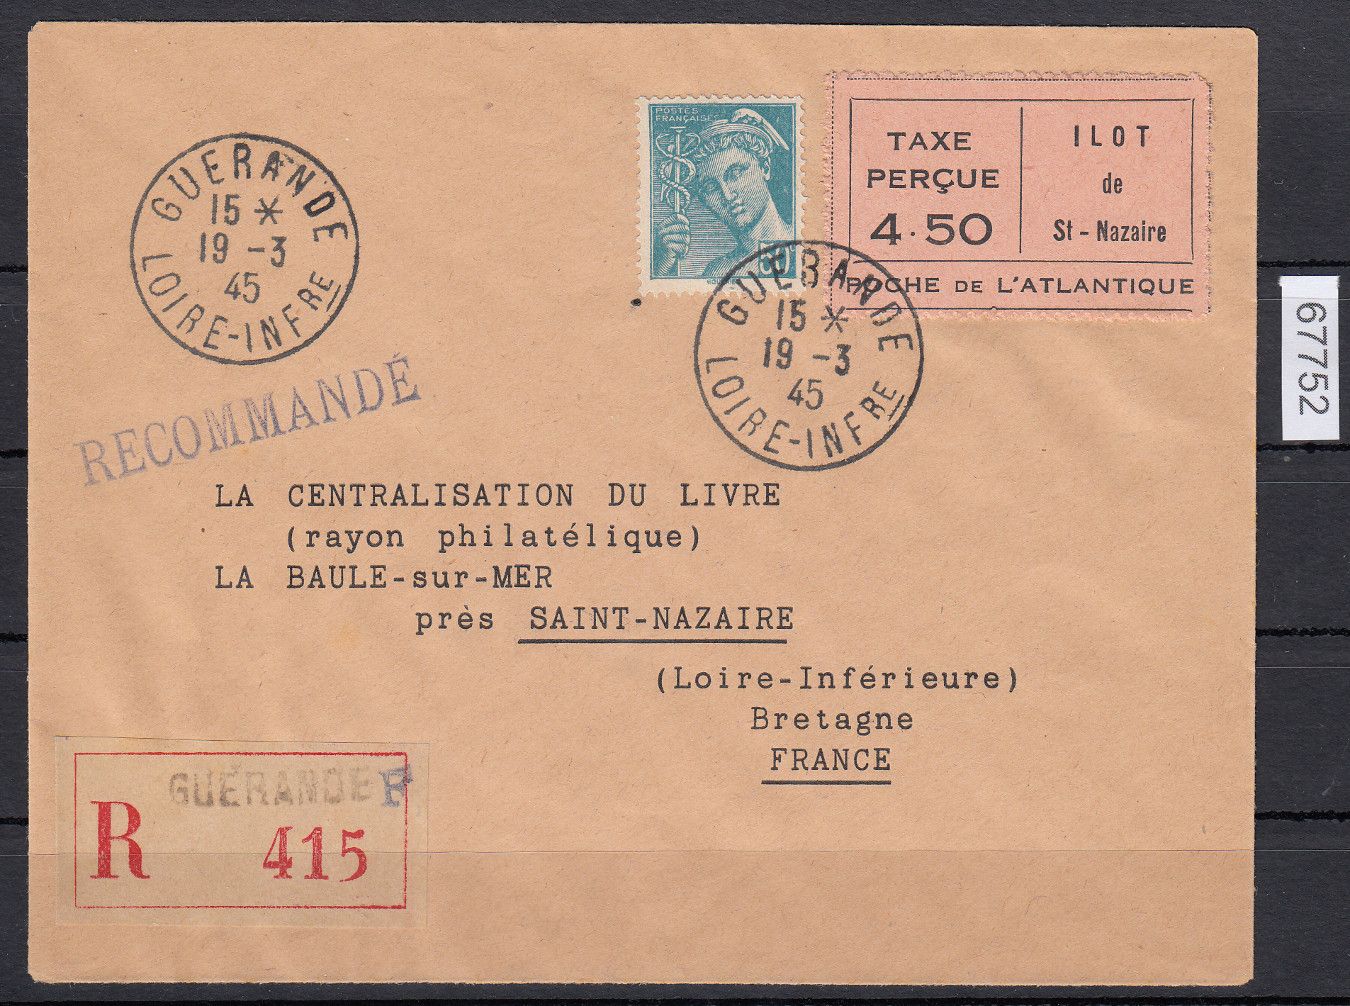 POSTES
FRANÇAISES
TAXE
PERÇUE
4.50
ILOT
de
St-Nazaire
POCHE DE L'ATLANTIQUE
GUERANDE
15 *
19 -3
45
LOIRE-INFRE
GUERANDE
15 *
19 -3
45
LOIRE-INFRE
67752
RECOMMANDÉ
LA CENTRALISATION DU LIVRE
(rayon philatélique)
LA BAULE-sur-MER
près SAINT-NAZAIRE
(Loire-Inférieure)
Bretagne
FRANCE
GUÉRANDE F
R 415